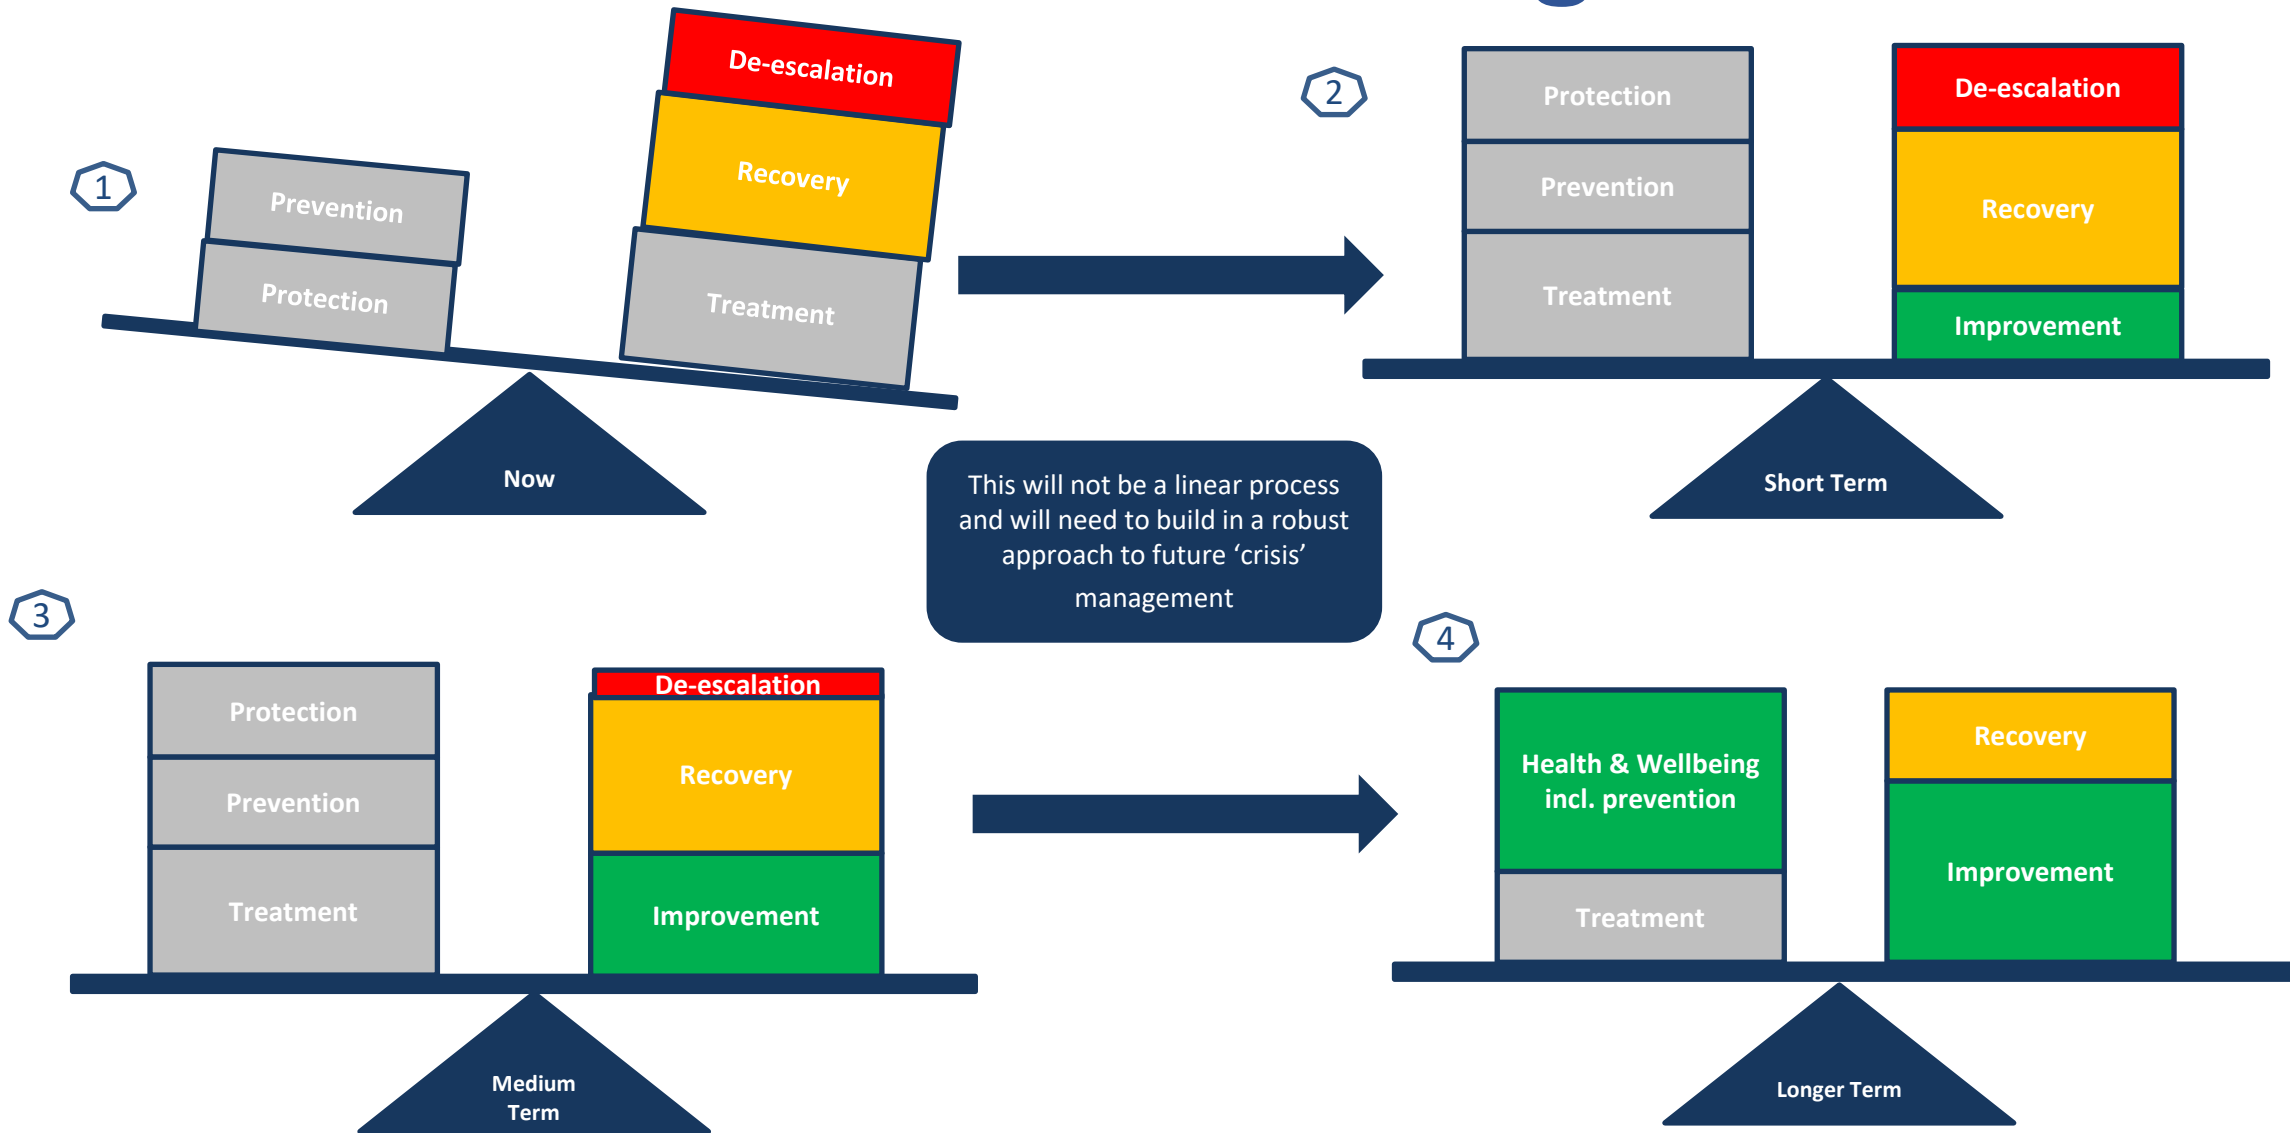 1
Prevention
Protection
De-escalation
Recovery
Treatment
Now
2
Protection
Prevention
Treatment
De-escalation
Recovery
Improvement
Short Term
This will not be a linear process
and will need to build in a robust
approach to future ‘crisis’
management
3
Protection
Prevention
Treatment
De-escalation
Recovery
Improvement
Medium
Term
4
Health & Wellbeing
incl. prevention
Treatment
Recovery
Improvement
Longer Term